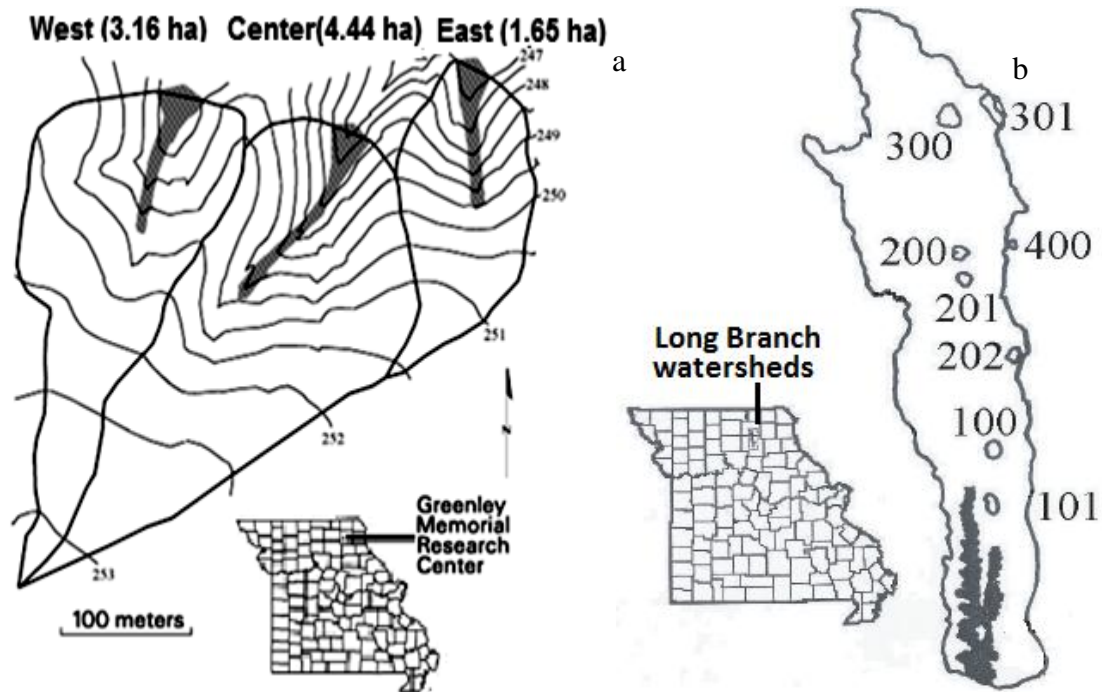 West (3.16 ha) Center(4.44 ha) East (1.65 ha)
a
247
248
249
250
251
252
253
N
100 meters
Greenley
Memorial
Research
Center
b
300
301
200
400
201
202
100
101
Long Branch
watersheds